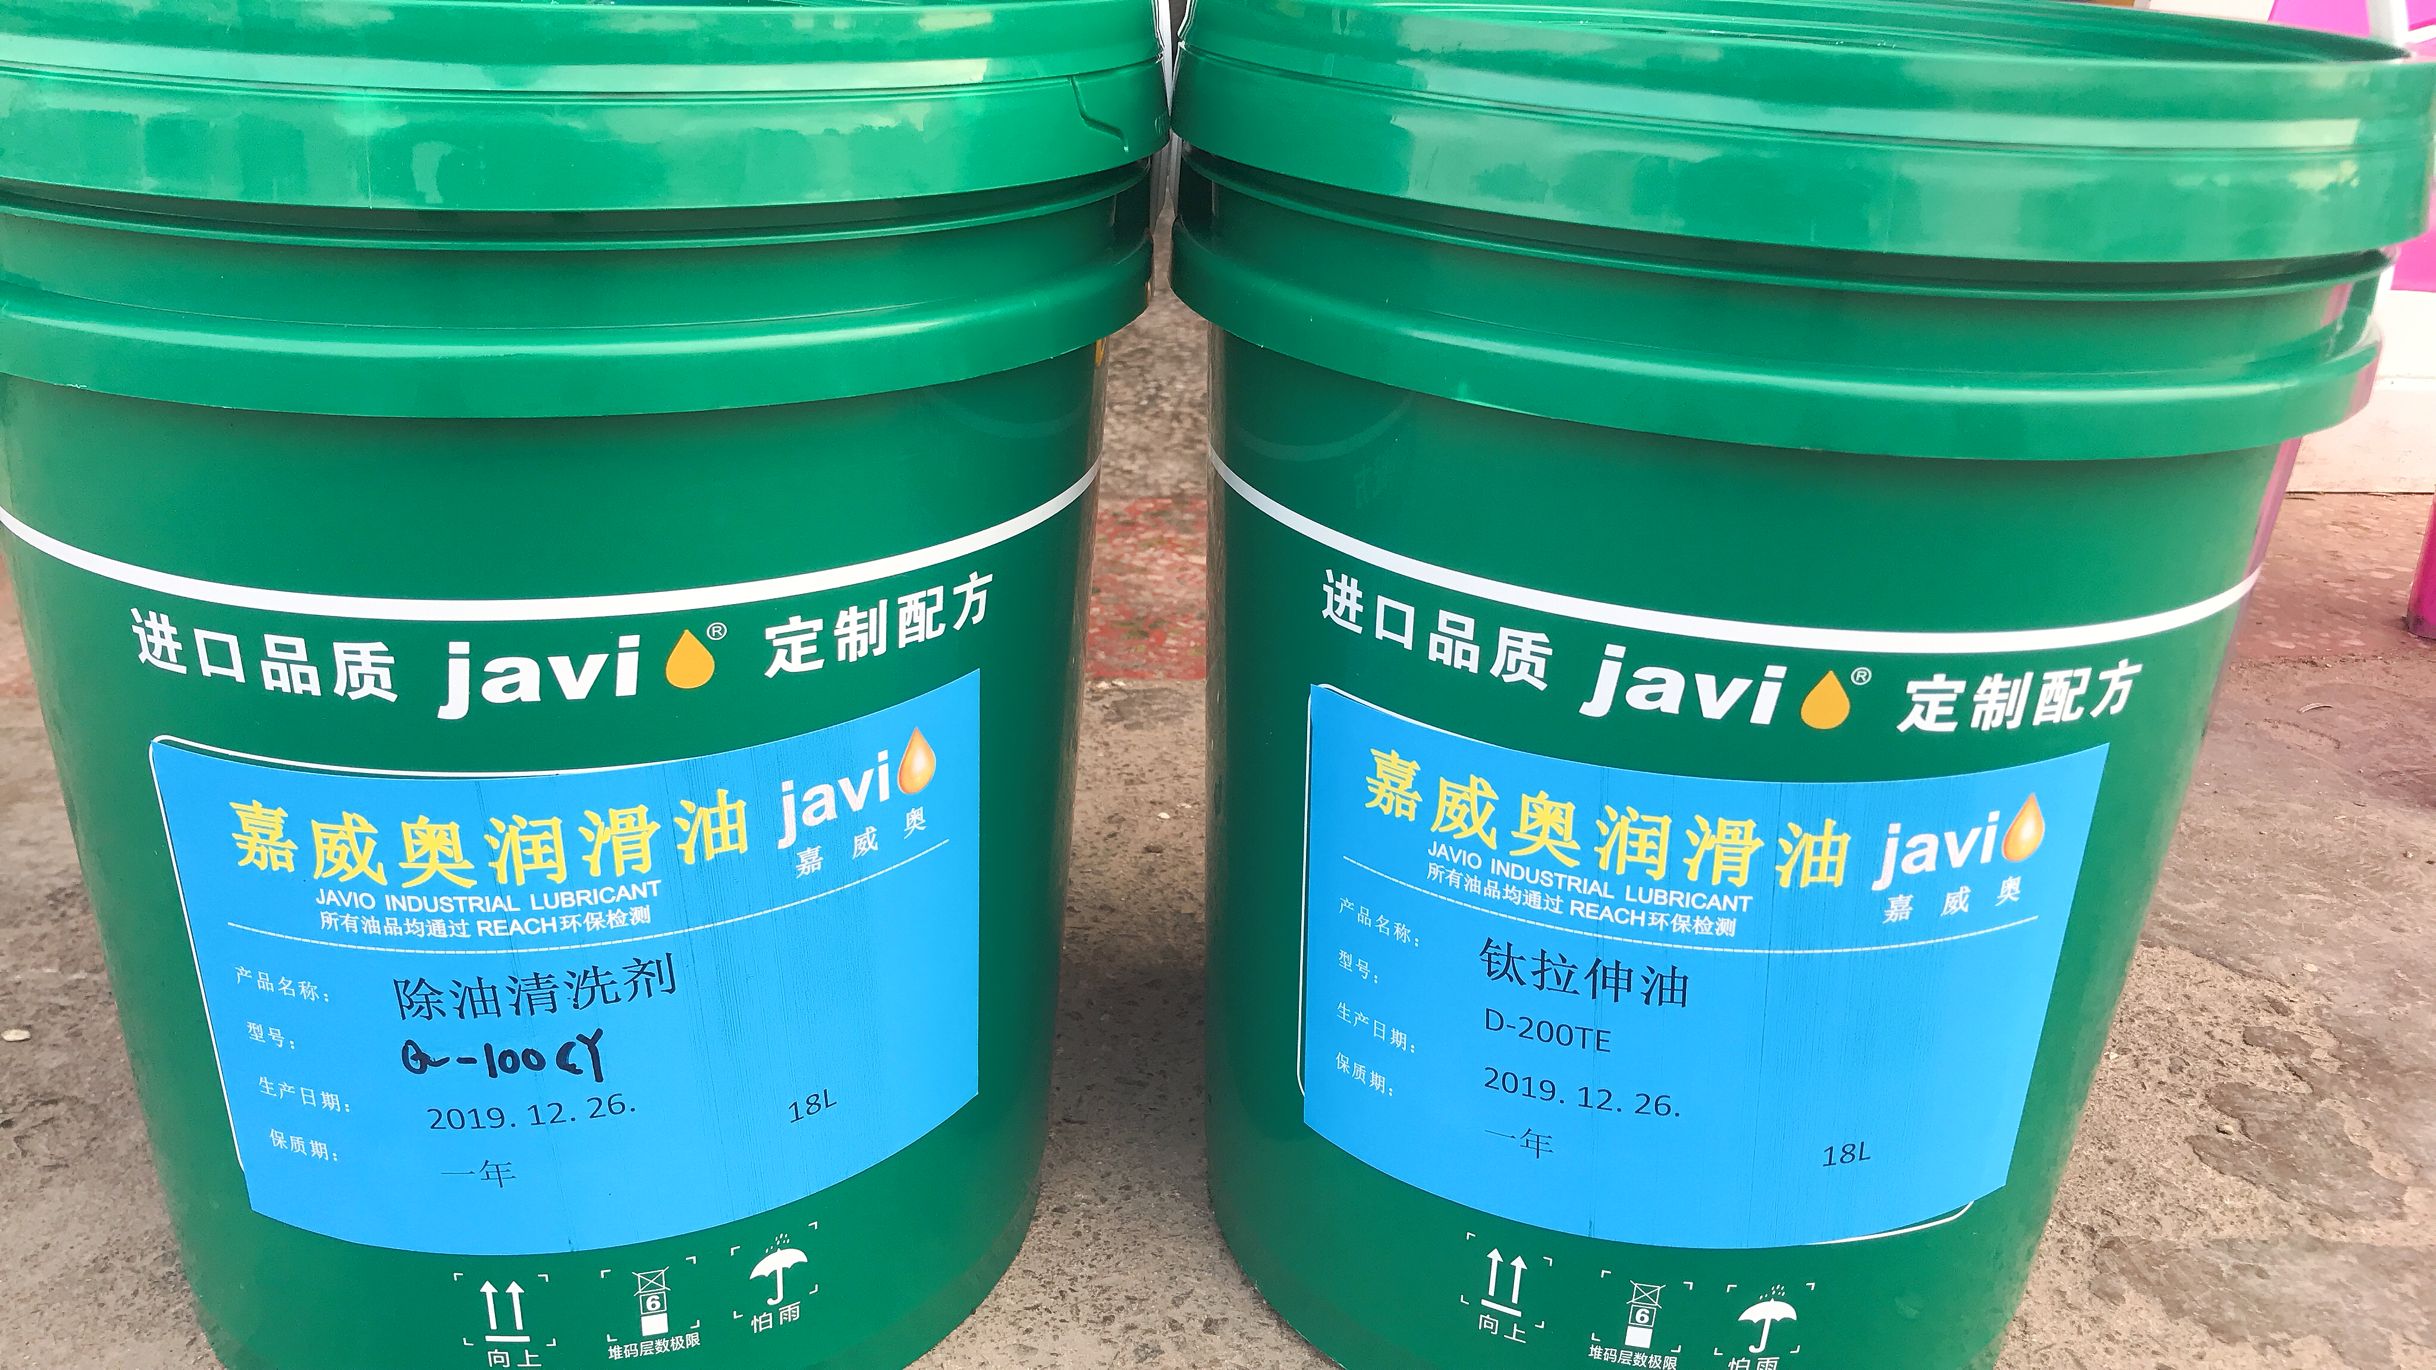 进口品质 javi® 定制配方
嘉威奥润滑油 javi
嘉威奥
JAVIO INDUSTRIAL LUBRICANT
所有油品均通过REACH环保检测
产品名称： 除油清洗剂
型号： Q-100CY
生产日期： 2019. 12. 26.
保质期： 一年
18L
向上
6
堆码层数极限
怕雨
进口品质 javi® 定制配方
嘉威奥润滑油 javi
嘉威奥
JAVIO INDUSTRIAL LUBRICANT
所有油品均通过REACH环保检测
产品名称： 钛拉伸油
型号： D-200TE
生产日期： 2019. 12. 26.
保质期： 一年
18L
向上
6
堆码层数极限
怕雨